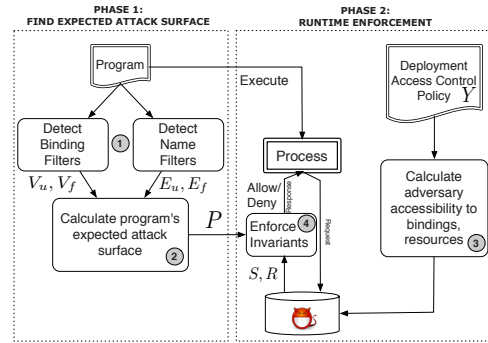 PHASE 1:
FIND EXPECTED ATTACK SURFACE
PHASE 2:
RUNTIME ENFORCEMENT
Program
Execute
Deployment
Access Control
Policy Y
Detect
Binding
Filters
1
Detect
Name
Filters
Process
V_u, V_f
E_u, E_f
Allow/
Deny
Response
Request
Calculate
adversary
accessibility to
bindings,
resources
3
Calculate program's
expected attack
surface
2
P
Enforce
Invariants
4
S, R